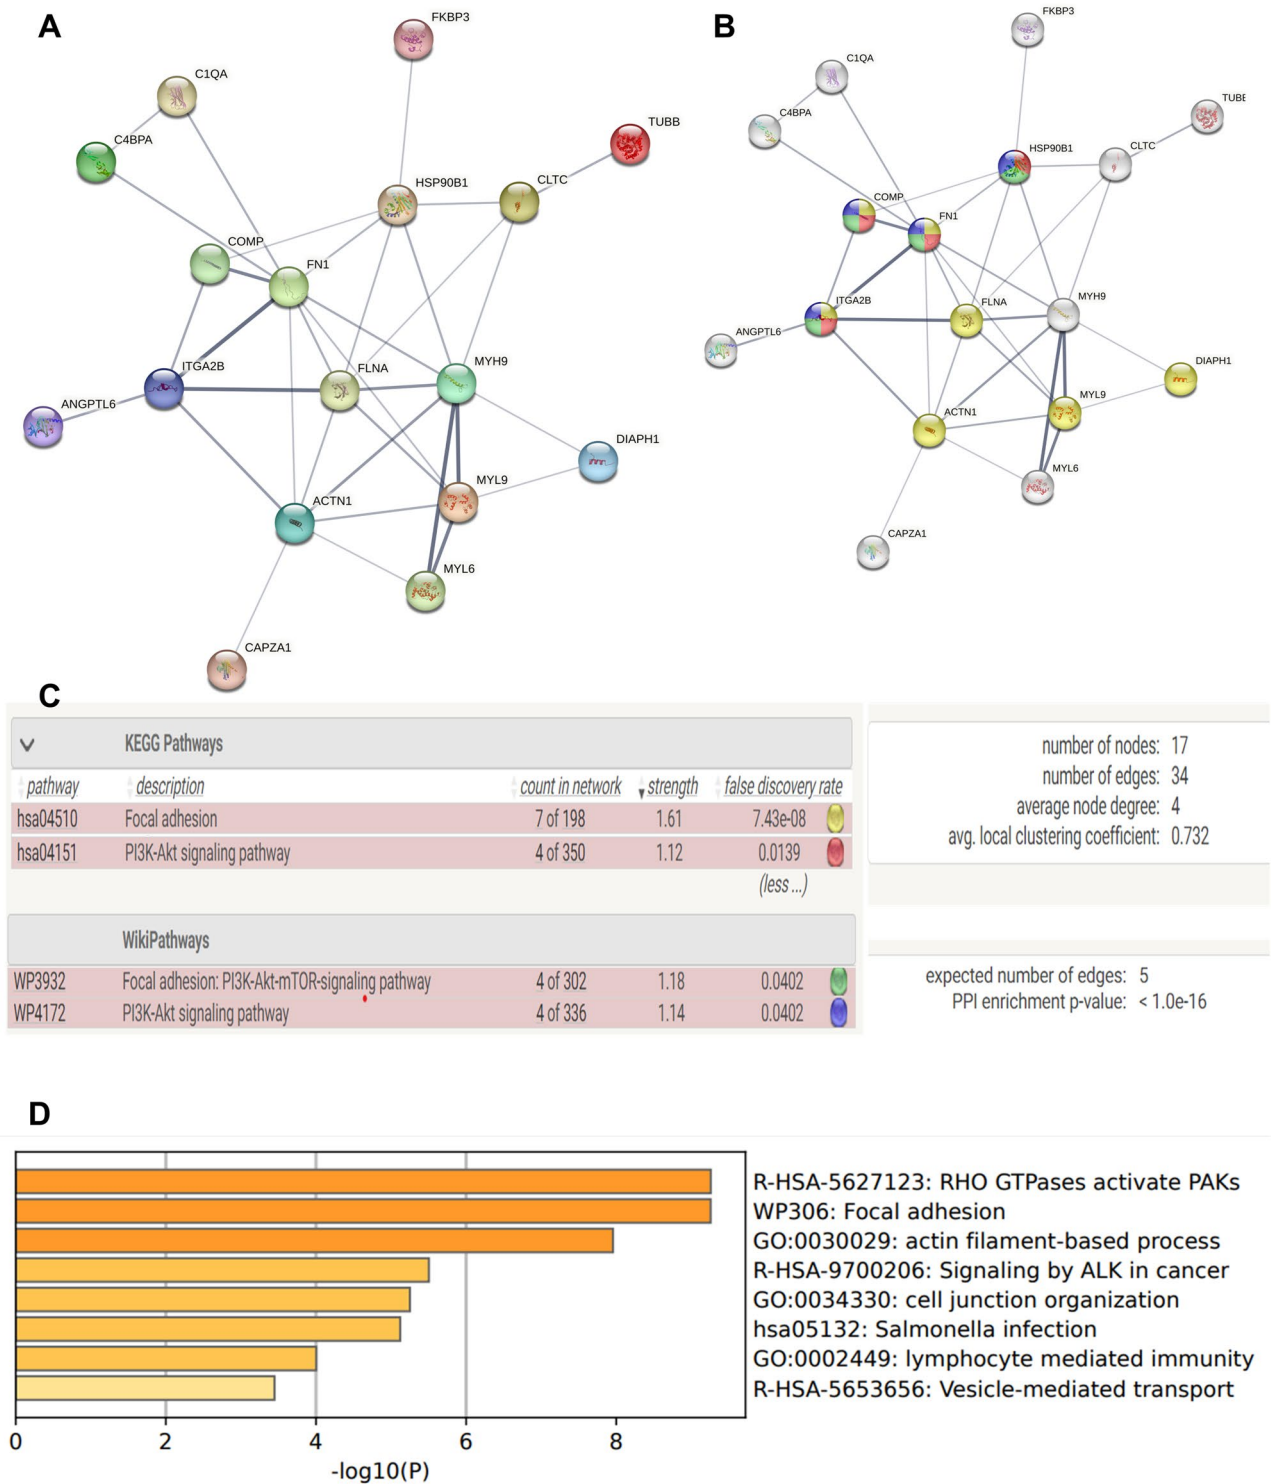 A
FKBP3
C1QA
C4BPA
TUBB
HSP90B1
CLTC
COMP
FN1
ITGA2B
FLNA
MYH9
ANGPTL6
DIAPH1
MYL9
ACTN1
MYL6
CAPZA1
B
FKBP3
C1QA
TUBB
C4BPA
HSP90B1
CLTC
COMP
FN1
ITGA2B
FLNA
MYH9
ANGPTL6
DIAPH1
MYL9
ACTN1
MYL6
CAPZA1
C
KEGG Pathways
pathway description count in network strength false discovery rate
hsa04510 Focal adhesion 7 of 198 1.61 7.43e-08
hsa04151 PI3K-Akt signaling pathway 4 of 350 1.12 0.0139
(less ...)
WikiPathways
WP3932 Focal adhesion: PI3K-Akt-mTOR-signaling pathway 4 of 302 1.18 0.0402
WP4172 PI3K-Akt signaling pathway 4 of 336 1.14 0.0402
number of nodes: 17
number of edges: 34
average node degree: 4
avg. local clustering coefficient: 0.732
expected number of edges: 5
PPI enrichment p-value: < 1.0e-16
D
R-HSA-5627123: RHO GTPases activate PAKs
WP306: Focal adhesion
GO:0030029: actin filament-based process
R-HSA-9700206: Signaling by ALK in cancer
GO:0034330: cell junction organization
hsa05132: Salmonella infection
GO:0002449: lymphocyte mediated immunity
R-HSA-5653656: Vesicle-mediated transport
0 2 4 6 8
-log10(P)